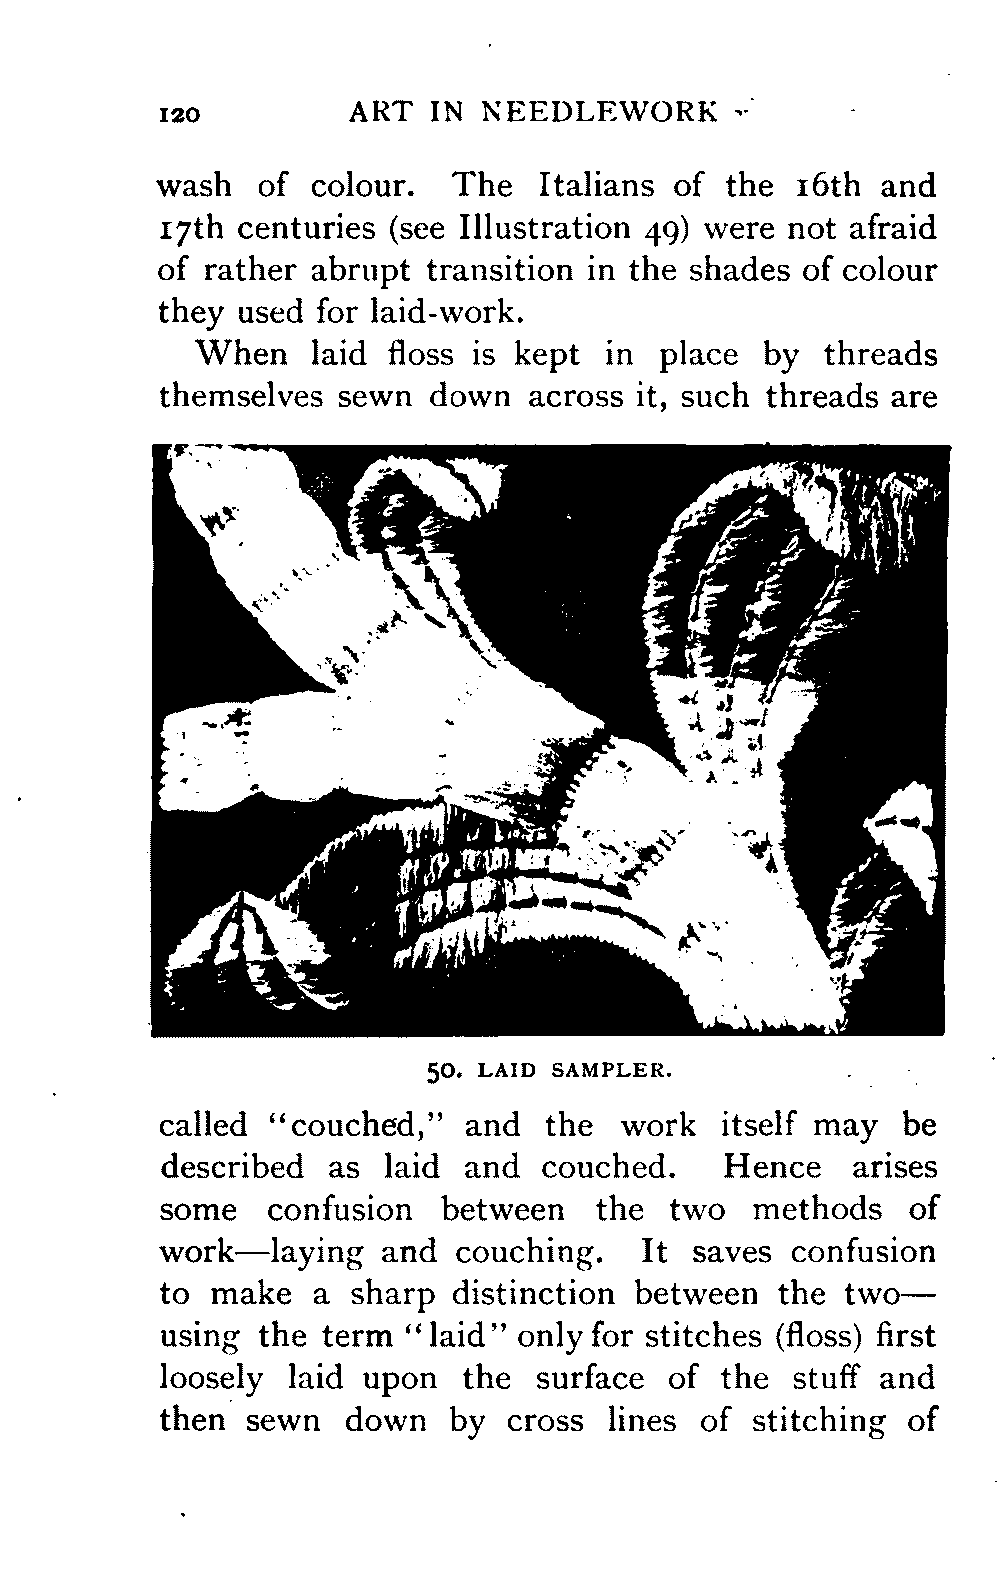 120 ART IN NEEDLEWORK
wash of colour. The Italians of the 16th and
17th centuries (see Illustration 49) were not afraid
of rather abrupt transition in the shades of colour
they used for laid-work.
When laid floss is kept in place by threads
themselves sewn down across it, such threads are
50. LAID SAMPLER.
called "couched," and the work itself may be
described as laid and couched. Hence arises
some confusion between the two methods of
work—laying and couching. It saves confusion
to make a sharp distinction between the two—
using the term "laid" only for stitches (floss) first
loosely laid upon the surface of the stuff and
then sewn down by cross lines of stitching of